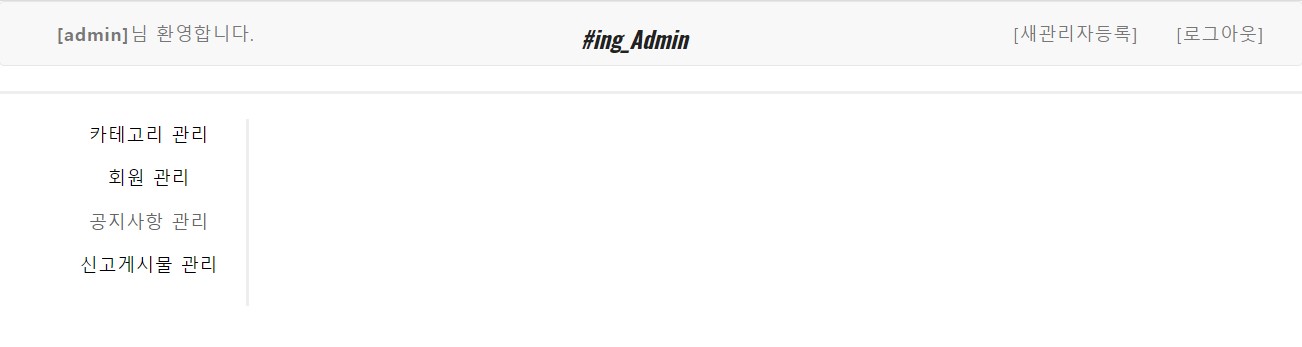 [admin]님 환영합니다. #ing_Admin [새관리자등록] [로그아웃]
카테고리 관리
회원 관리
공지사항 관리
신고게시물 관리